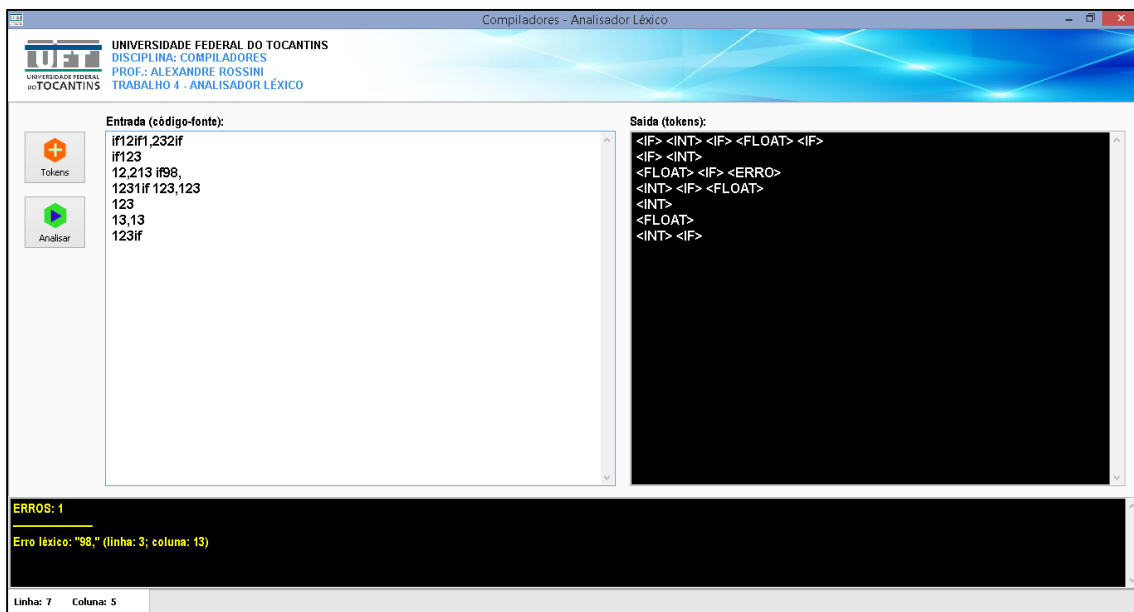 Compiladores - Analisador Léxico
UFT
UNIVERSIDADE FEDERAL
DO TOCANTINS
UNIVERSIDADE FEDERAL DO TOCANTINS
DISCIPLINA: COMPILADORES
PROF.: ALEXANDRE ROSSINI
TRABALHO 4 - ANALISADOR LÉXICO
Tokens
Analisar
Entrada (código-fonte):
if12if1,232if
if123
12,213 if98,
1231if 123,123
123
13,13
123if
Saída (tokens):
<IF> <INT> <IF> <FLOAT> <IF>
<IF> <INT>
<FLOAT> <IF> <ERRO>
<INT> <IF> <FLOAT>
<INT>
<FLOAT>
<INT> <IF>
ERROS: 1
Erro léxico: "98," (linha: 3; coluna: 13)
Linha: 7 Coluna: 5